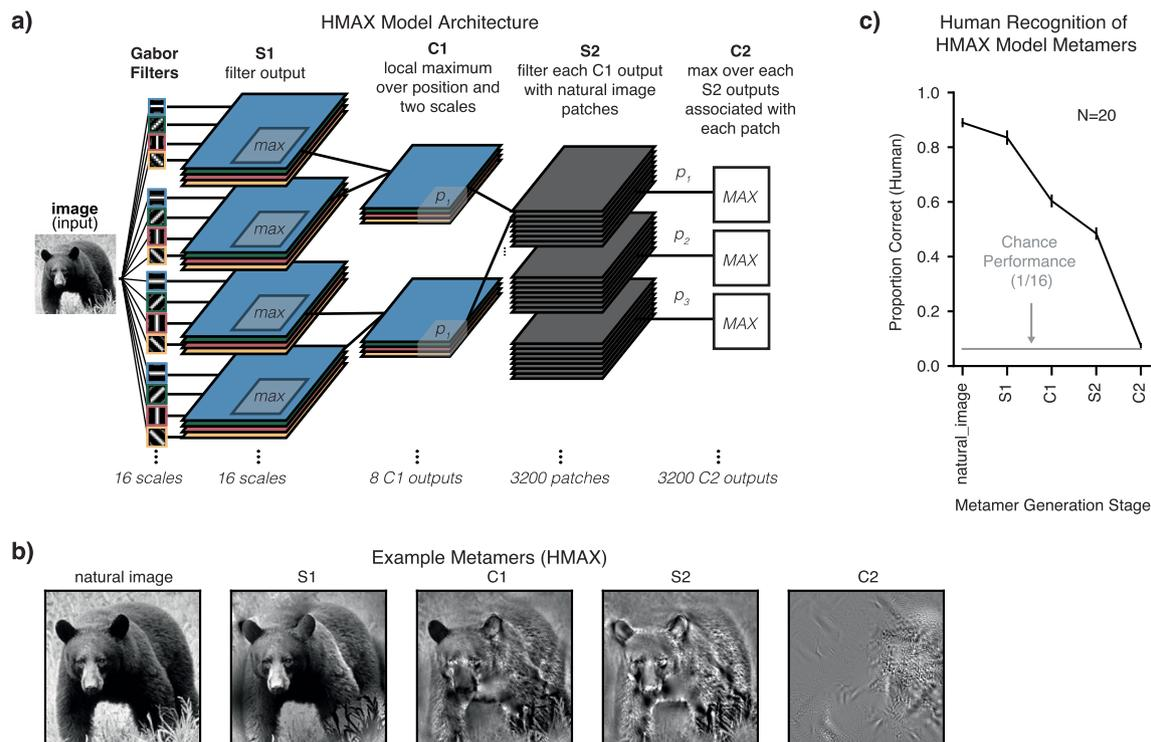 a)
HMAX Model Architecture
Gabor
Filters
S1
filter output
C1
local maximum
over position and
two scales
S2
filter each C1 output
with natural image
patches
C2
max over each
S2 outputs
associated with
each patch
image
(input)
max
max
max
max
p1
p1
p1
p2
p3
MAX
MAX
MAX
16 scales
16 scales
8 C1 outputs
3200 patches
3200 C2 outputs
c)
Human Recognition of
HMAX Model Metamers
N=20
Proportion Correct (Human)
1.0
0.8
0.6
0.4
0.2
0.0
Chance
Performance
(1/16)
natural_image
S1
C1
S2
C2
Metamer Generation Stage
b)
Example Metamers (HMAX)
natural image
S1
C1
S2
C2